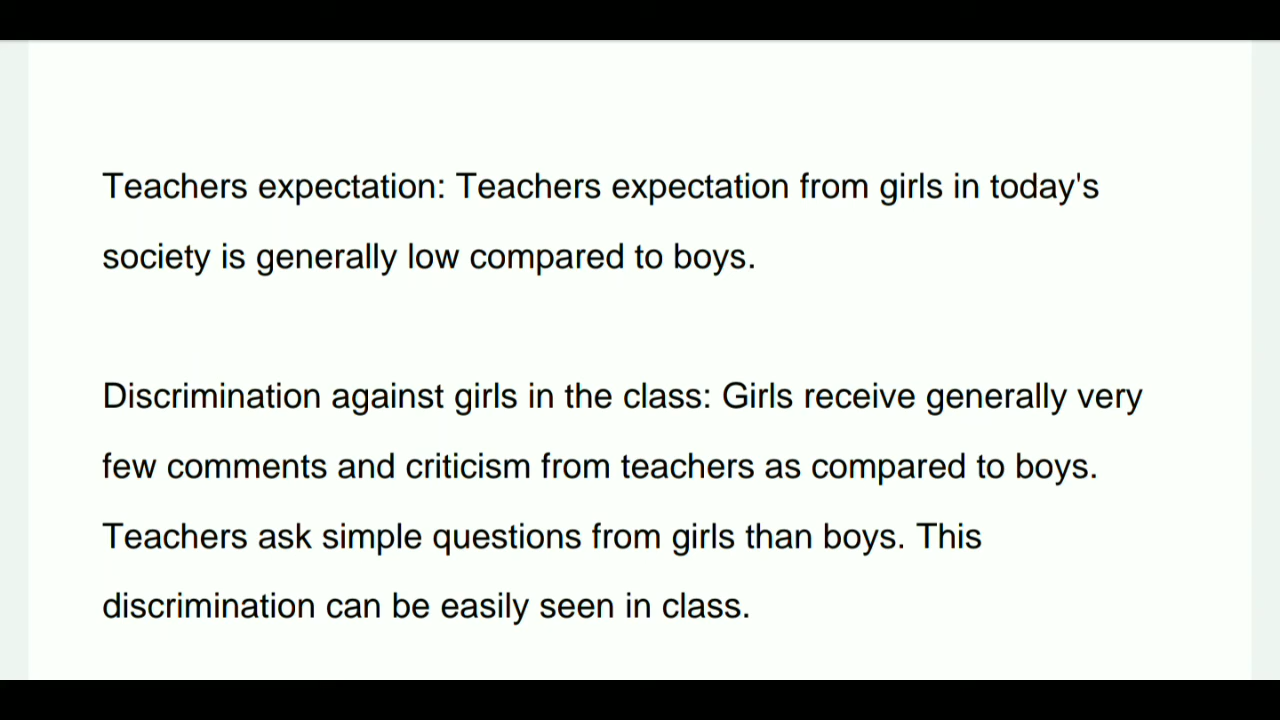 Teachers expectation: Teachers expectation from girls in today's
society is generally low compared to boys.
Discrimination against girls in the class: Girls receive generally very
few comments and criticism from teachers as compared to boys.
Teachers ask simple questions from girls than boys. This
discrimination can be easily seen in class.